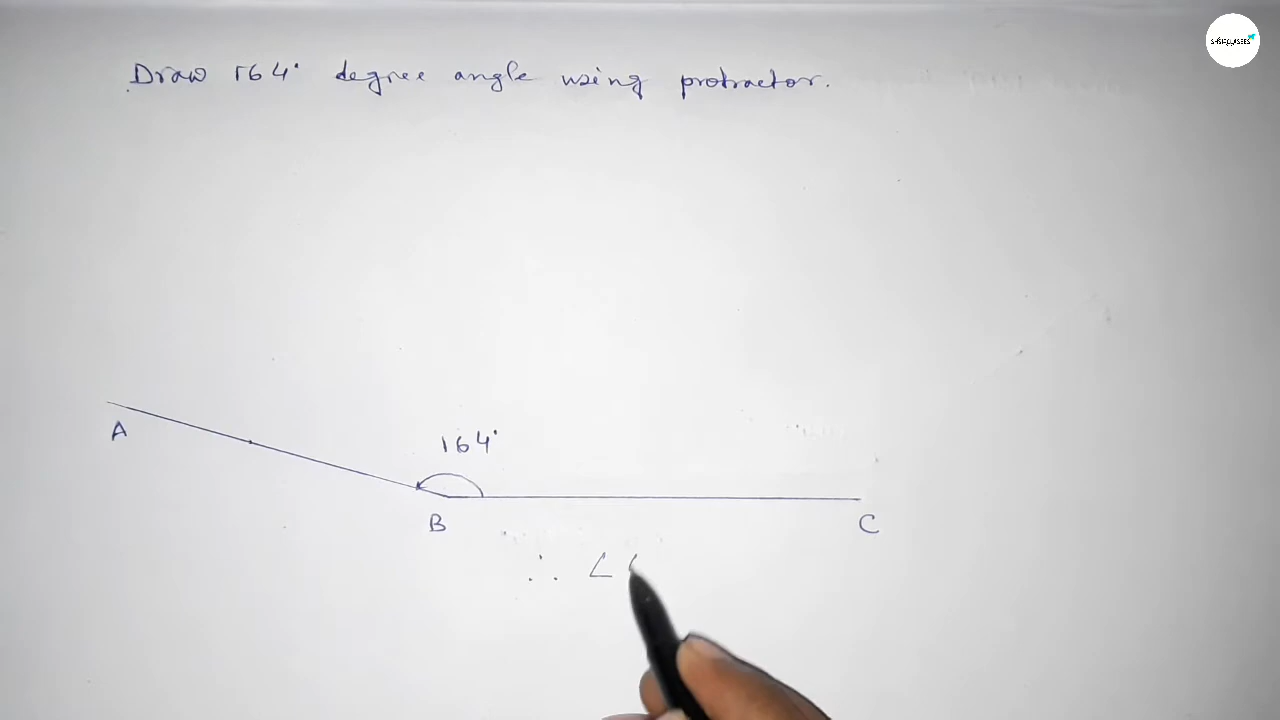 Draw 164° degree angle using protractor.
164°
A
B
C
∴ ∠